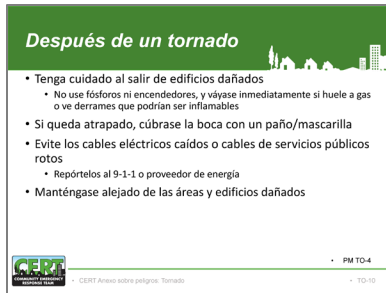 Después de un tornado
• Tenga cuidado al salir de edificios dañados
• No use fósforos ni encendedores, y váyase inmediatamente si huele a gas
o ve derrames que podrían ser inflamables
• Si queda atrapado, cúbrase la boca con un paño/mascarilla
• Evite los cables eléctricos caídos o cables de servicios públicos
rotos
• Repórtelos al 9-1-1 o proveedor de energía
• Manténgase alejado de las áreas y edificios dañados
• PM TO-4
CERT
COMMUNITY EMERGENCY
RESPONSE TEAM
• CERT Anexo sobre peligros: Tornado
• TO-10